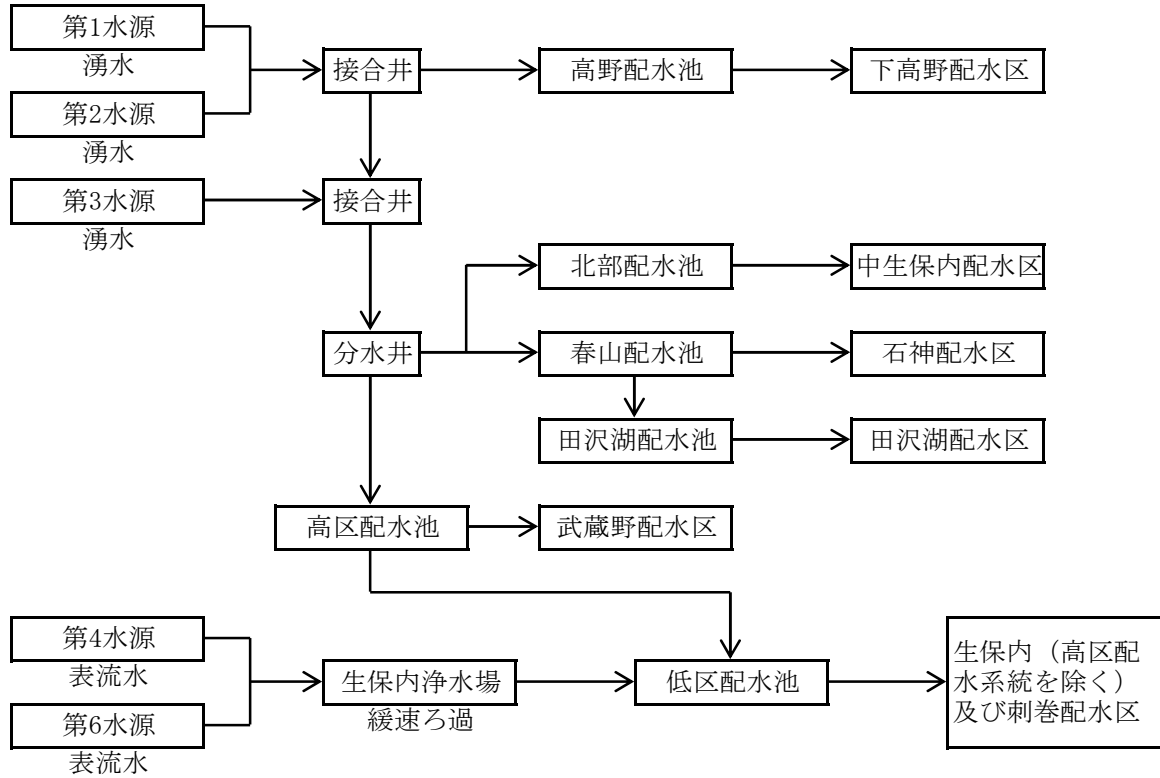 第1水源
湧水
接合井
高野配水池
下高野配水区
第2水源
湧水
第3水源
湧水
接合井
北部配水池
中生保内配水区
分水井
春山配水池
石神配水区
田沢湖配水池
田沢湖配水区
高区配水池
武蔵野配水区
第4水源
表流水
生保内浄水場
緩速ろ過
低区配水池
生保内（高区配
水系統を除く）
及び刺巻配水区
第6水源
表流水